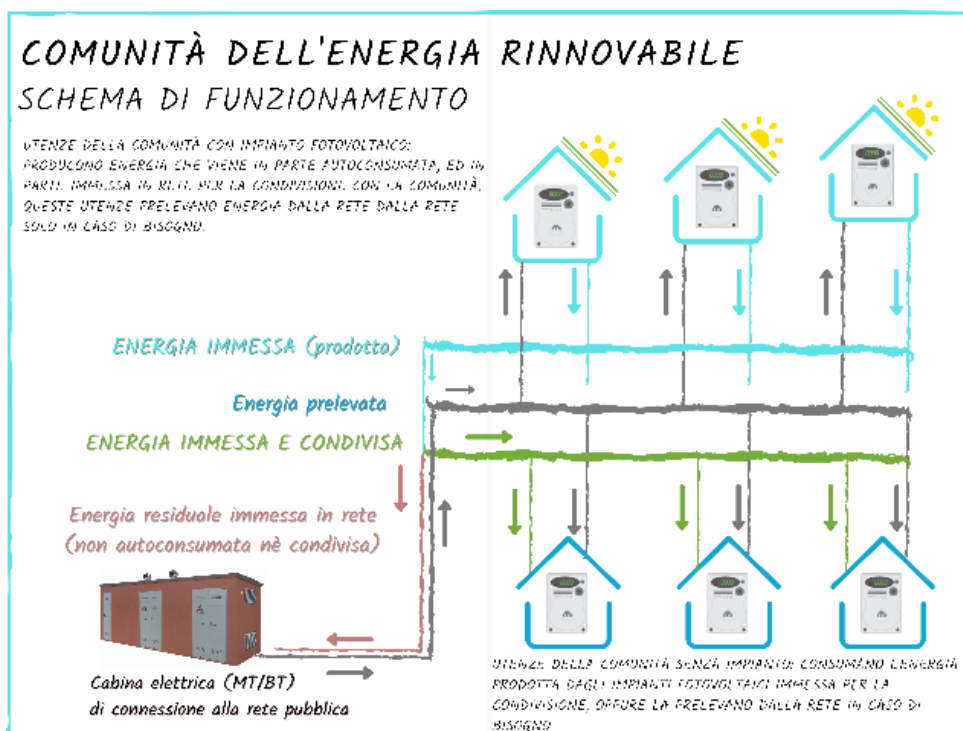 COMUNITÀ DELL'ENERGIA RINNOVABILE
SCHEMA DI FUNZIONAMENTO
UTENZE DELLA COMUNITÀ CON IMPIANTO FOTOVOLTAICO:
PRODUCONO ENERGIA CHE VIENE IN PARTE AUTOCONSUMATA, ED IN
PARTE IMMESSA IN RETE PER LA CONDIVISIONE CON LA COMUNITÀ,
QUESTE UTENZE PRELEVANO ENERGIA DALLA RETE DALLA RETE
SOLO IN CASO DI BISOGNO.
ENERGIA IMMESSA (prodotta)
Energia prelevata
ENERGIA IMMESSA E CONDIVISA
Energia residuale immessa in rete
(non autoconsumata nè condivisa)
Cabina elettrica (MT/BT)
di connessione alla rete pubblica
UTENZE DELLA COMUNITÀ SENZA IMPIANTO: CONSUMANO L'ENERGIA
PRODOTTA DAGLI IMPIANTI FOTOVOLTAICI IMMESSA PER LA
CONDIVISIONE, OPPURE LA PRELEVANO DALLA RETE IN CASO DI
BISOGNO